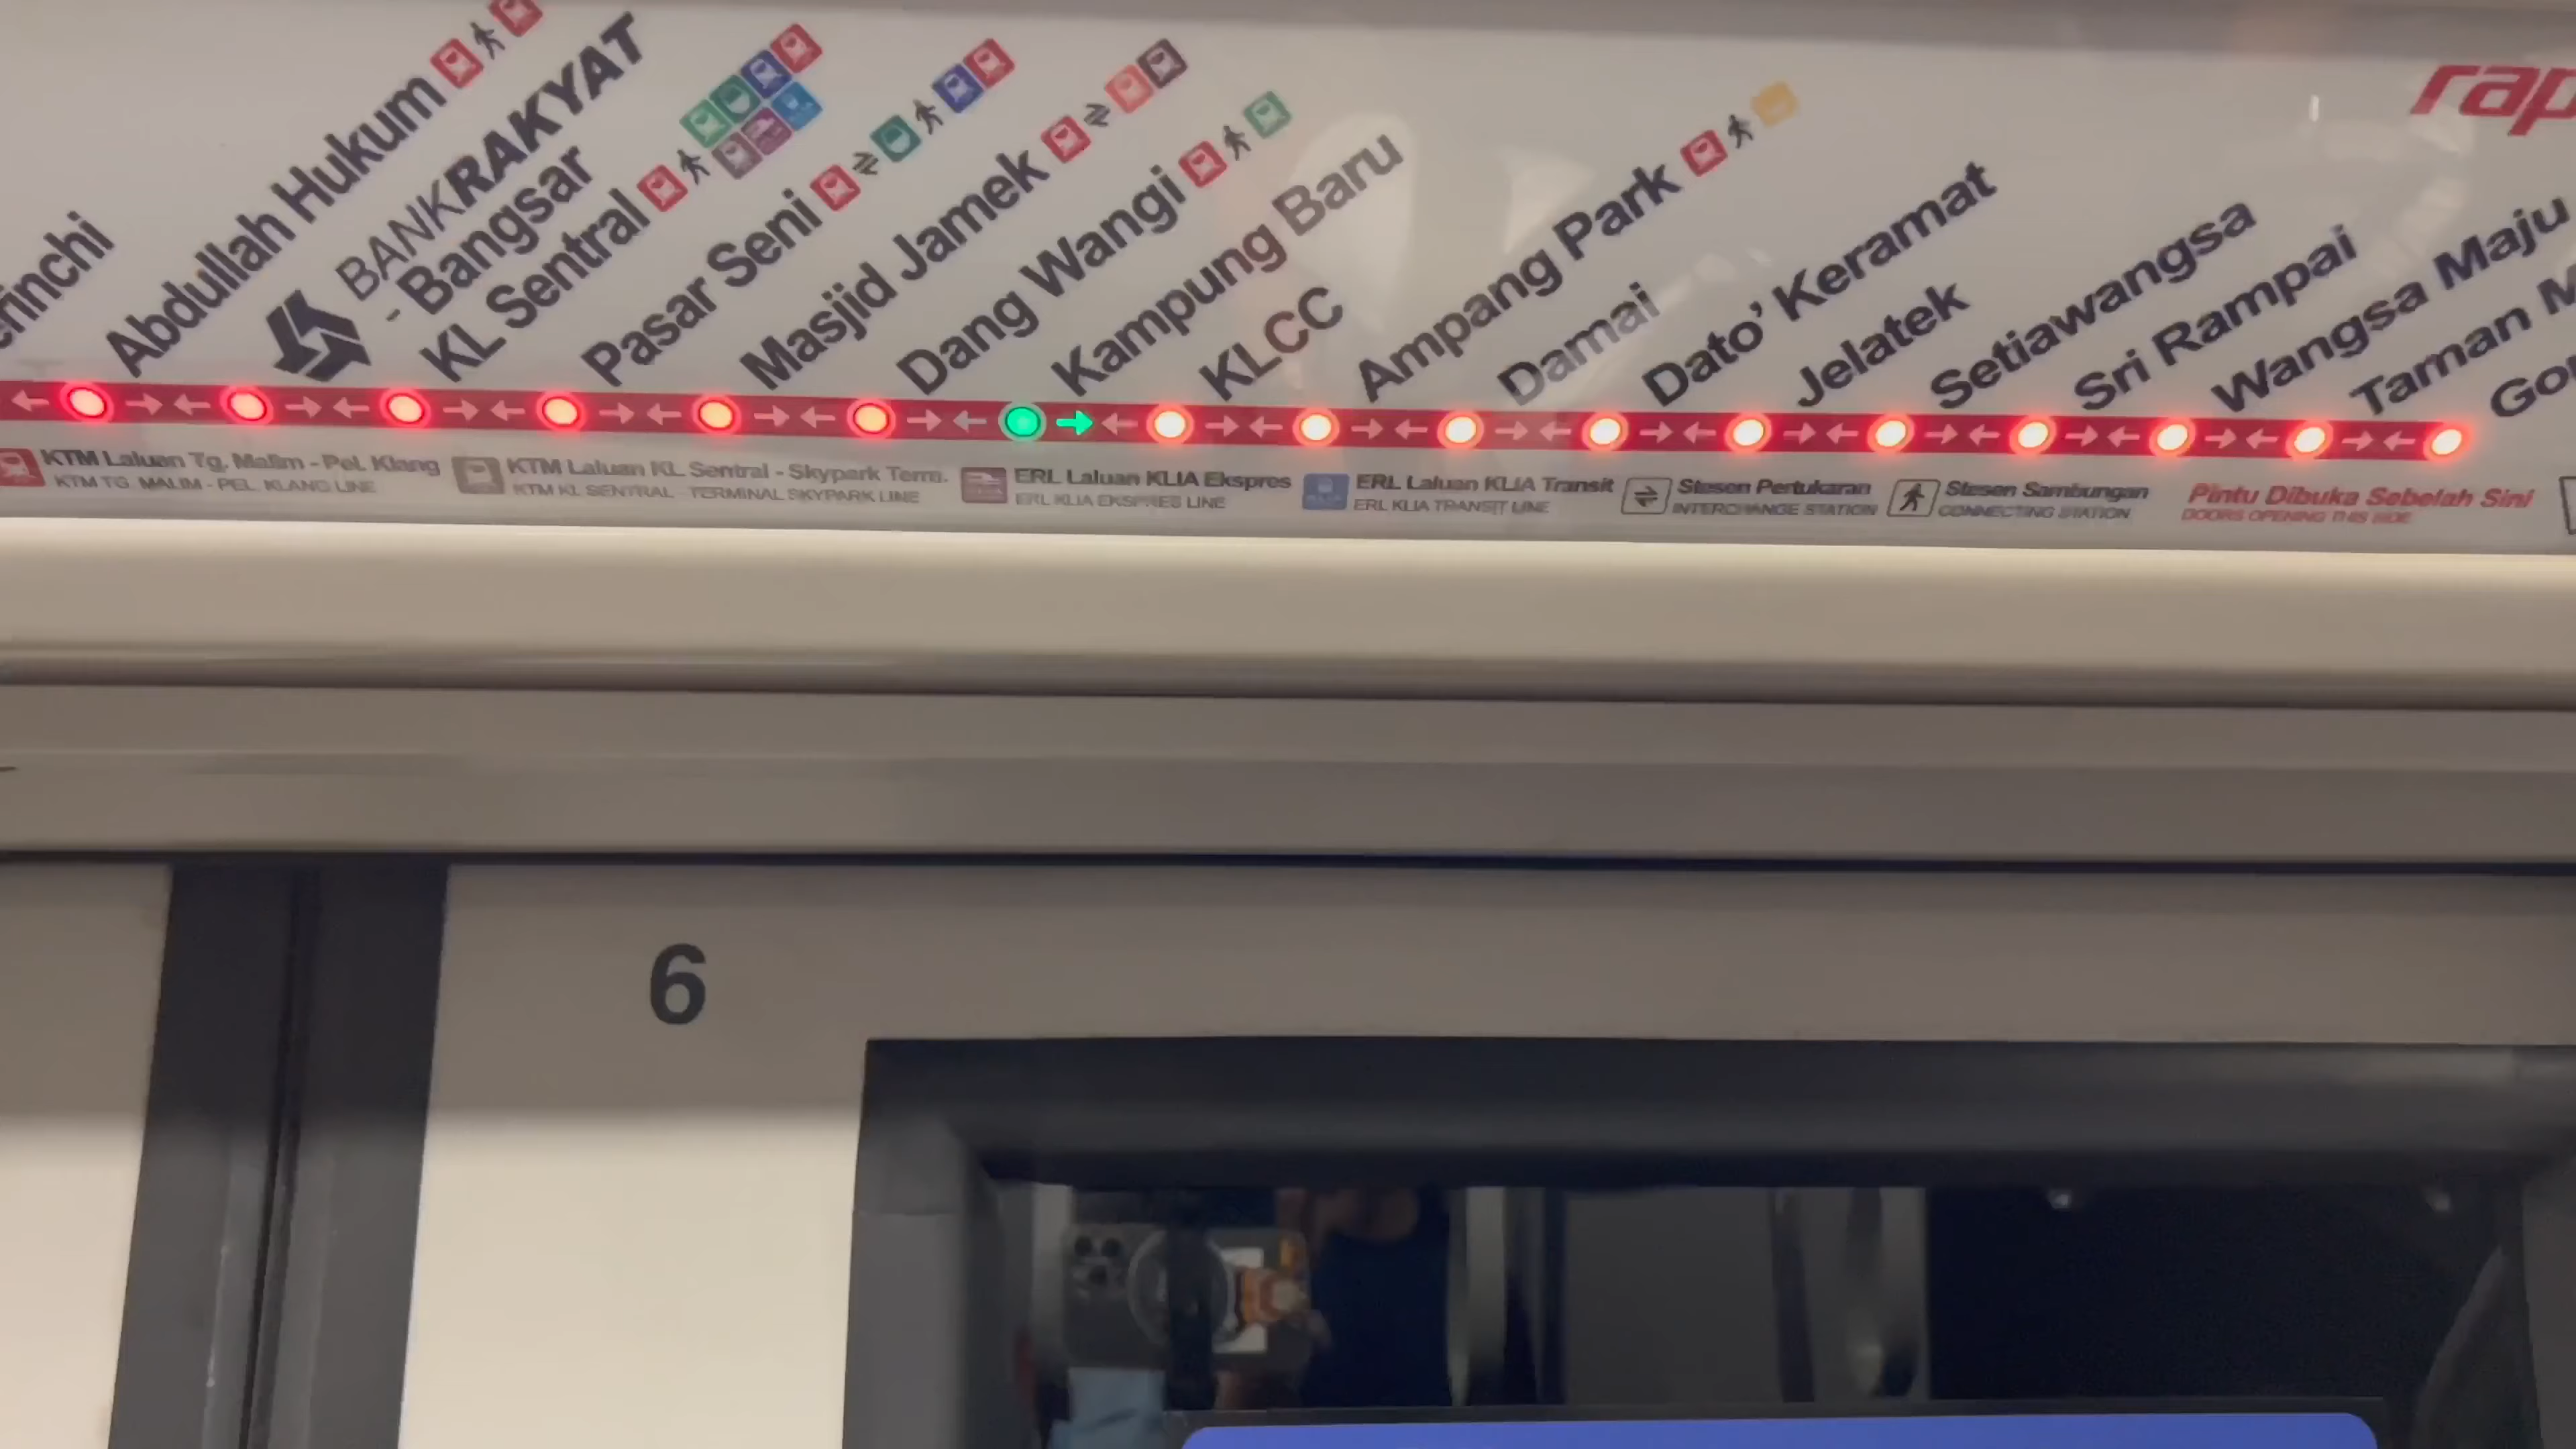 Abdullah Hukum
BANKRAKYAT
- Bangsar
KL Sentral
Pasar Seni
Masjid Jamek
Dang Wangi
Kampung Baru
KLCC
Ampang Park
Damai
Dato' Keramat
Jelatek
Setiawangsa
Sri Rampai
Wangsa Maju
Taman
rap
KTM Laluan Tg. Malim - Pel. Klang
KTM TG. MALIM - PEL. KLANG LINE
KTM Laluan KL Sentral - Skypark Term.
KTM KL SENTRAL - TERMINAL SKYPARK LINE
ERL Laluan KLIA Ekspres
ERL KLIA EKSPRES LINE
ERL Laluan KLIA Transit
ERL KLIA TRANSIT LINE
Stesen Pertukaran
INTERCHANGE STATION
Stesen Sambungan
CONNECTING STATION
Pintu Dibuka Sebelah Sini
DOORS OPENING THIS SIDE
6